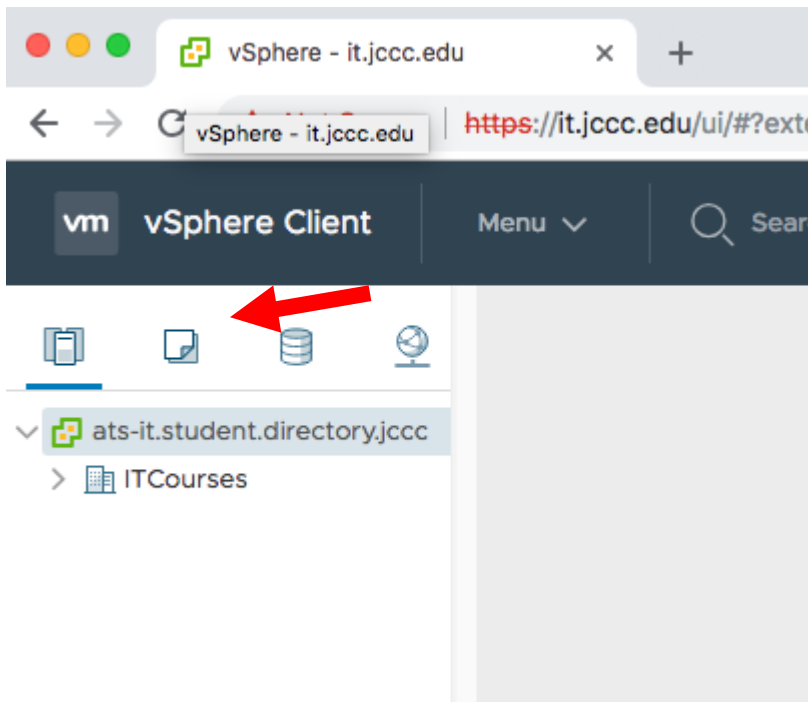 vSphere - it.jccc.edu
https://it.jccc.edu/ui/#?ext
vSphere - it.jccc.edu
vm vSphere Client Menu Sear
ats-it.student.directory.jccc
ITCourses